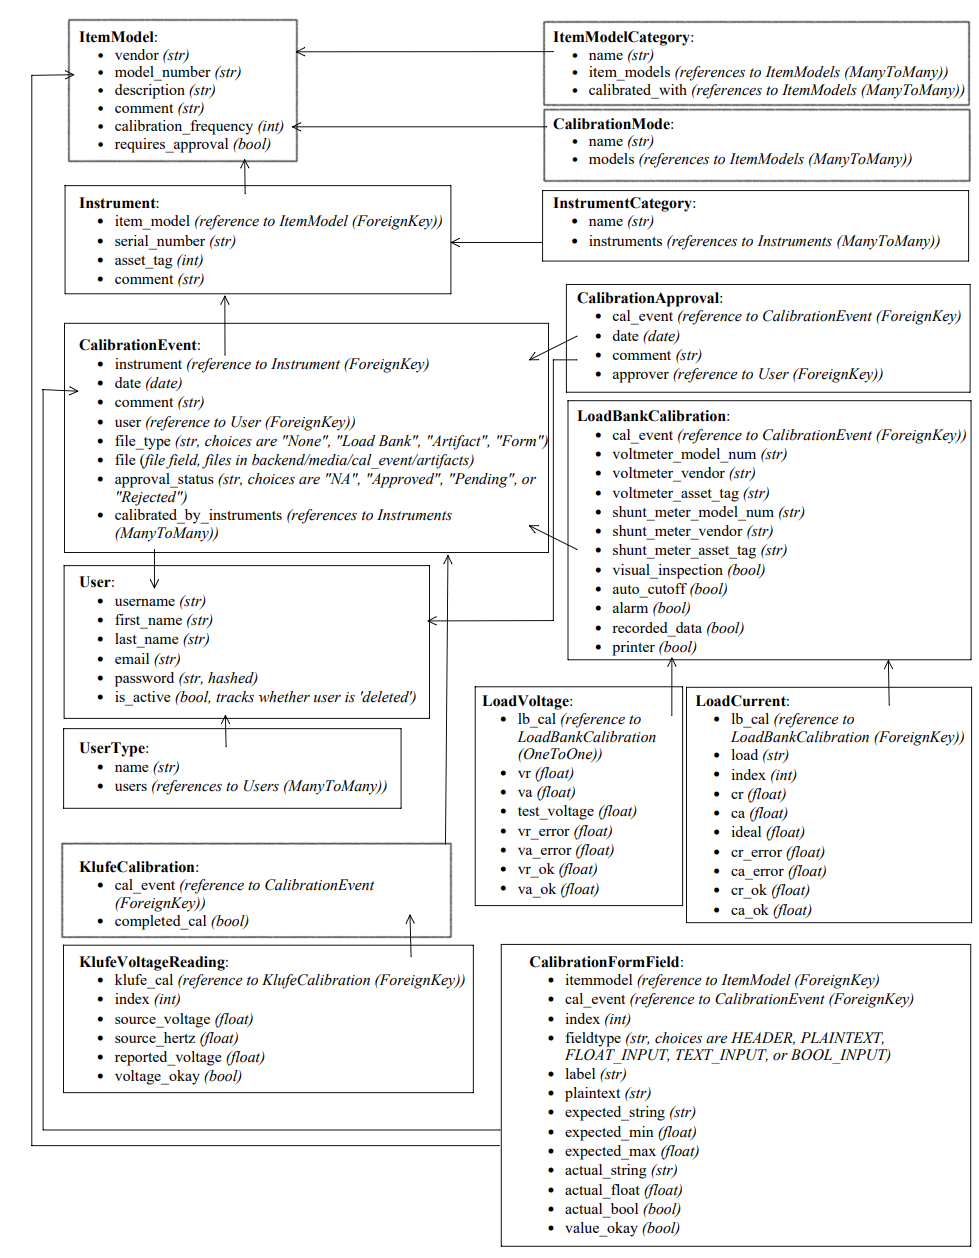 ItemModel:
• vendor (str)
• model_number (str)
• description (str)
• comment (str)
• calibration_frequency (int)
• requires_approval (bool)
ItemModelCategory:
• name (str)
• item_models (references to ItemModels (ManyToMany))
• calibrated_with (references to ItemModels (ManyToMany))
CalibrationMode:
• name (str)
• models (references to ItemModels (ManyToMany))
Instrument:
• item_model (reference to ItemModel (ForeignKey))
• serial_number (str)
• asset_tag (int)
• comment (str)
InstrumentCategory:
• name (str)
• instruments (references to Instruments (ManyToMany))
CalibrationEvent:
• instrument (reference to Instrument (ForeignKey)
• date (date)
• comment (str)
• user (reference to User (ForeignKey))
• file_type (str, choices are "None", "Load Bank", "Artifact", "Form")
• file (file field, files in backend/media/cal_event/artifacts)
• approval_status (str, choices are "NA", "Approved", "Pending", or
"Rejected")
• calibrated_by_instruments (references to Instruments
(ManyToMany))
CalibrationApproval:
• cal_event (reference to CalibrationEvent (ForeignKey)
• date (date)
• comment (str)
• approver (reference to User (ForeignKey))
LoadBankCalibration:
• cal_event (reference to CalibrationEvent (ForeignKey))
• voltmeter_model_num (str)
• voltmeter_vendor (str)
• voltmeter_asset_tag (str)
• shunt_meter_model_num (str)
• shunt_meter_vendor (str)
• shunt_meter_asset_tag (str)
• visual_inspection (bool)
• auto_cutoff (bool)
• alarm (bool)
• recorded_data (bool)
• printer (bool)
User:
• username (str)
• first_name (str)
• last_name (str)
• email (str)
• password (str, hashed)
• is_active (bool, tracks whether user is 'deleted')
UserType:
• name (str)
• users (references to Users (ManyToMany))
LoadVoltage:
• lb_cal (reference to
LoadBankCalibration
(OneToOne))
• vr (float)
• va (float)
• test_voltage (float)
• vr_error (float)
• va_error (float)
• vr_ok (float)
• va_ok (float)
LoadCurrent:
• lb_cal (reference to
LoadBankCalibration (ForeignKey))
• load (str)
• index (int)
• cr (float)
• ca (float)
• ideal (float)
• cr_error (float)
• ca_error (float)
• cr_ok (float)
• ca_ok (float)
KlufeCalibration:
• cal_event (reference to CalibrationEvent
(ForeignKey))
• completed_cal (bool)
KlufeVoltageReading:
• klufe_cal (reference to KlufeCalibration (ForeignKey))
• index (int)
• source_voltage (float)
• source_hertz (float)
• reported_voltage (float)
• voltage_okay (bool)
CalibrationFormField:
• itemmodel (reference to ItemModel (ForeignKey)
• cal_event (reference to CalibrationEvent (ForeignKey)
• index (int)
• fieldtype (str, choices are HEADER, PLAINTEXT,
FLOAT_INPUT, TEXT_INPUT, or BOOL_INPUT)
• label (str)
• plaintext (str)
• expected_string (str)
• expected_min (float)
• expected_max (float)
• actual_string (str)
• actual_float (float)
• actual_bool (bool)
• value_okay (bool)